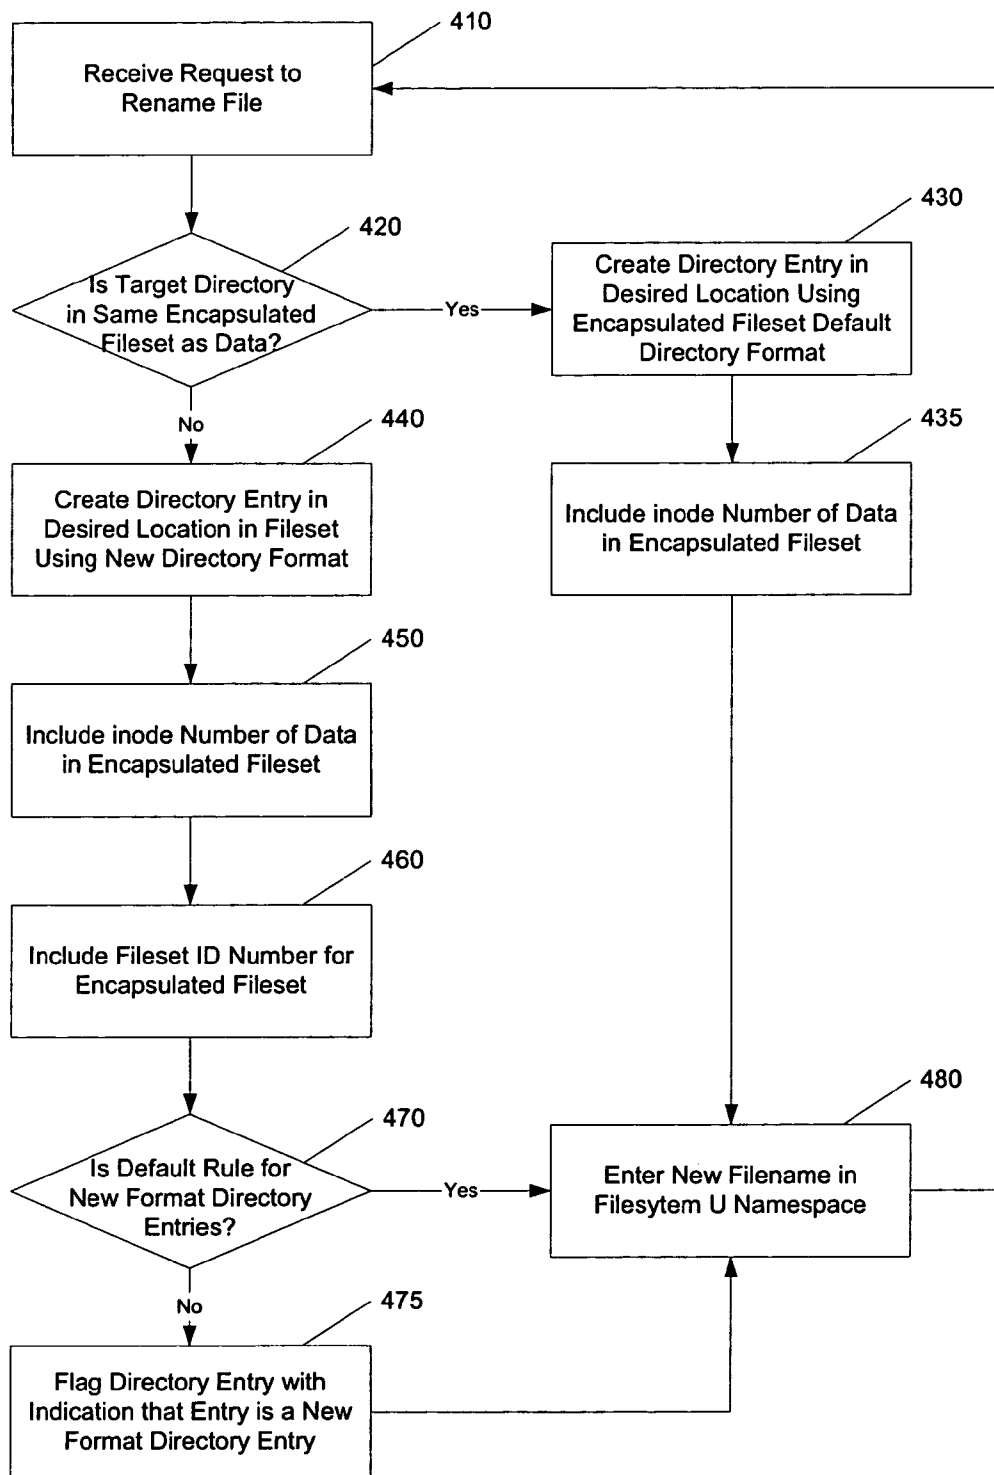 410
Receive Request to
Rename File
420
Is Target Directory
in Same Encapsulated
Fileset as Data?
Yes
No
430
Create Directory Entry in
Desired Location Using
Encapsulated Fileset Default
Directory Format
435
Include inode Number of Data
in Encapsulated Fileset
440
Create Directory Entry in
Desired Location in Fileset
Using New Directory Format
450
Include inode Number of Data
in Encapsulated Fileset
460
Include Fileset ID Number for
Encapsulated Fileset
470
Is Default Rule for
New Format Directory
Entries?
Yes
No
480
Enter New Filename in
Filesytem U Namespace
475
Flag Directory Entry with
Indication that Entry is a New
Format Directory Entry